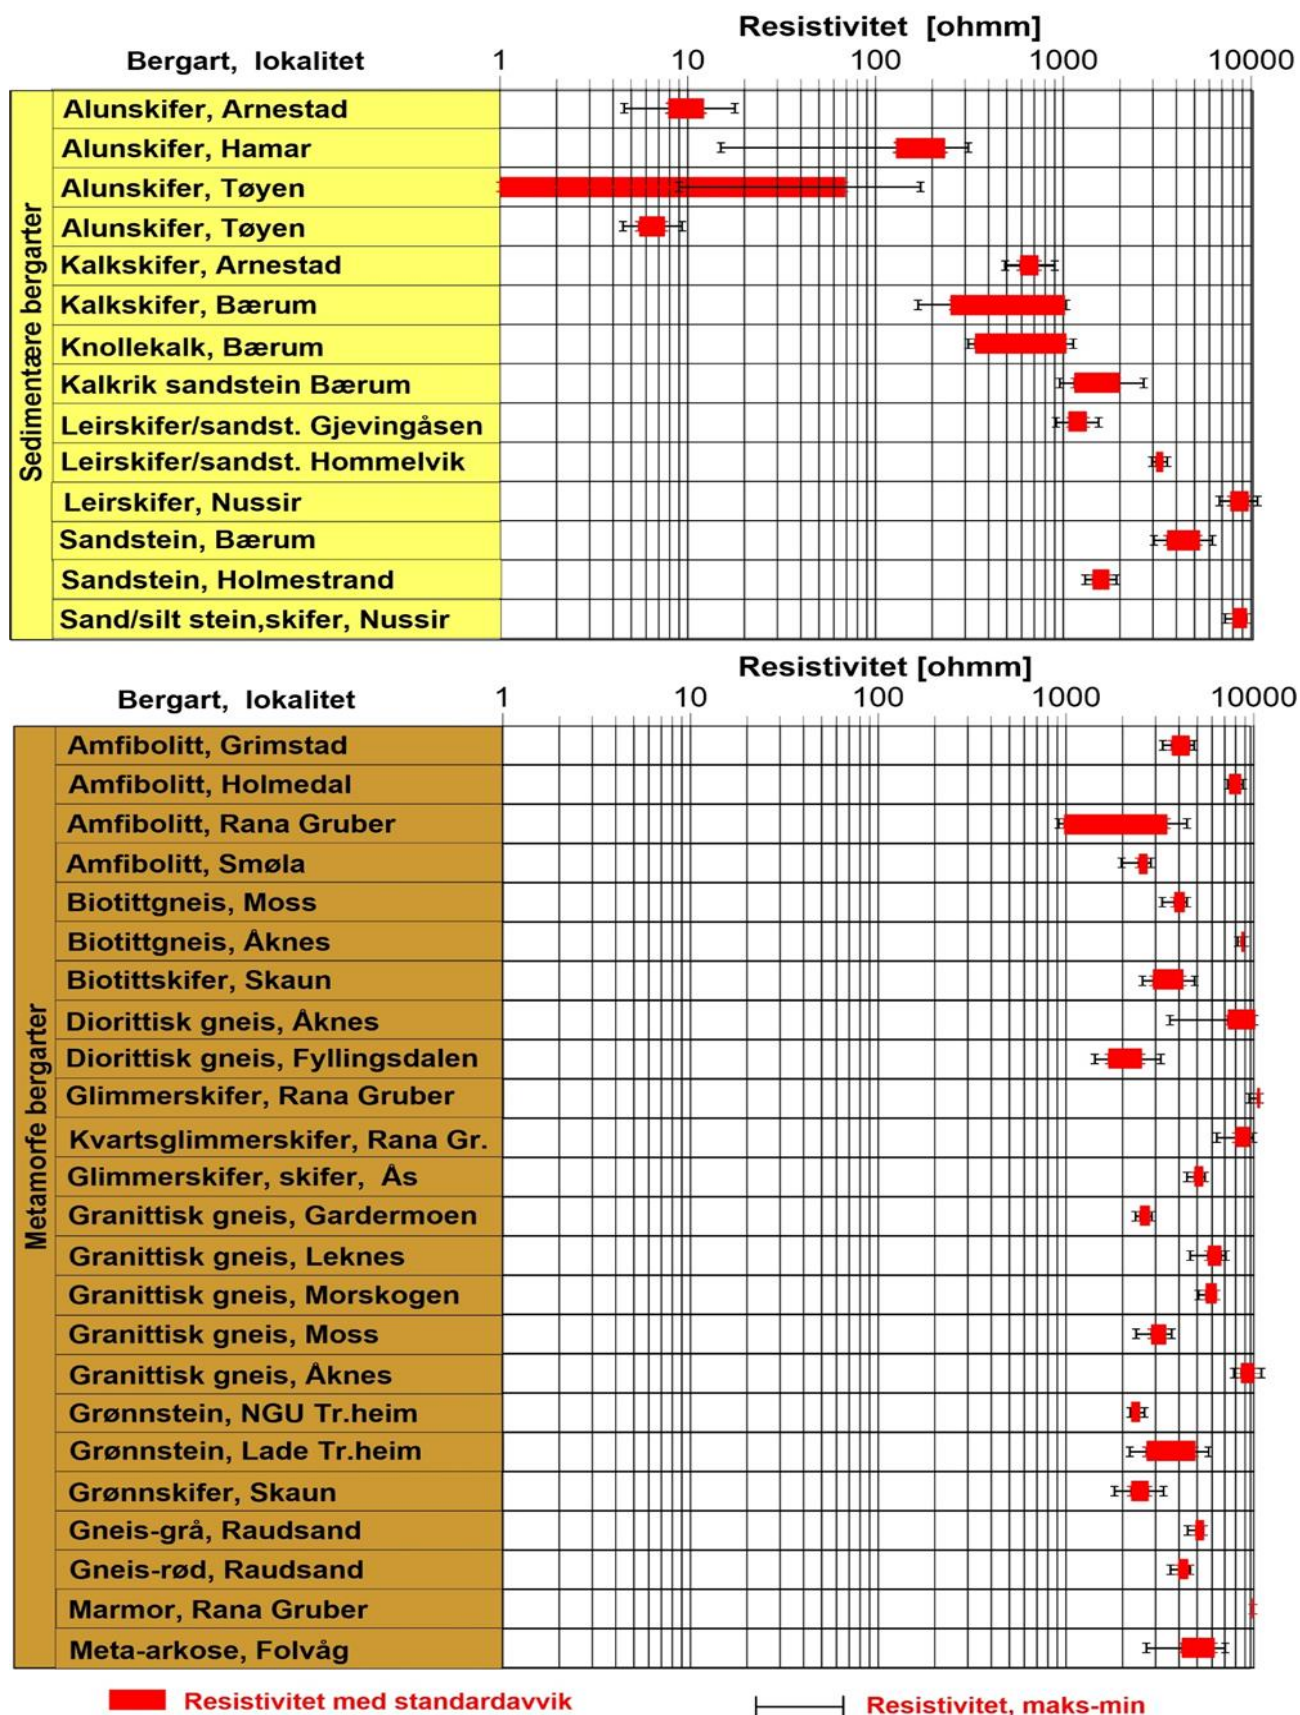 Resistivitet [ohmm]
Bergart, lokalitet 1 10 100 1000 10000
Sedimentære bergarter
Alunskifer, Arnestad
Alunskifer, Hamar
Alunskifer, Tøyen
Alunskifer, Tøyen
Kalkskifer, Arnestad
Kalkskifer, Bærum
Knollekalk, Bærum
Kalkrik sandstein Bærum
Leirskifer/sandst. Gjevingåsen
Leirskifer/sandst. Hommelvik
Leirskifer, Nussir
Sandstein, Bærum
Sandstein, Holmestrand
Sand/silt stein,skifer, Nussir
Resistivitet [ohmm]
Bergart, lokalitet 1 10 100 1000 10000
Metamorfe bergarter
Amfibolitt, Grimstad
Amfibolitt, Holmedal
Amfibolitt, Rana Gruber
Amfibolitt, Smøla
Biotittgneis, Moss
Biotittgneis, Åknes
Biotittskifer, Skaun
Diorittisk gneis, Åknes
Diorittisk gneis, Fyllingsdalen
Glimmerskifer, Rana Gruber
Kvartsglimmerskifer, Rana Gr.
Glimmerskifer, skifer, Ås
Granittisk gneis, Gardermoen
Granittisk gneis, Leknes
Granittisk gneis, Morskogen
Granittisk gneis, Moss
Granittisk gneis, Åknes
Grønnstein, NGU Tr.heim
Grønnstein, Lade Tr.heim
Grønnskifer, Skaun
Gneis-grå, Raudsand
Gneis-rød, Raudsand
Marmor, Rana Gruber
Meta-arkose, Folvåg
Resistivitet med standardavvik Resistivitet, maks-min